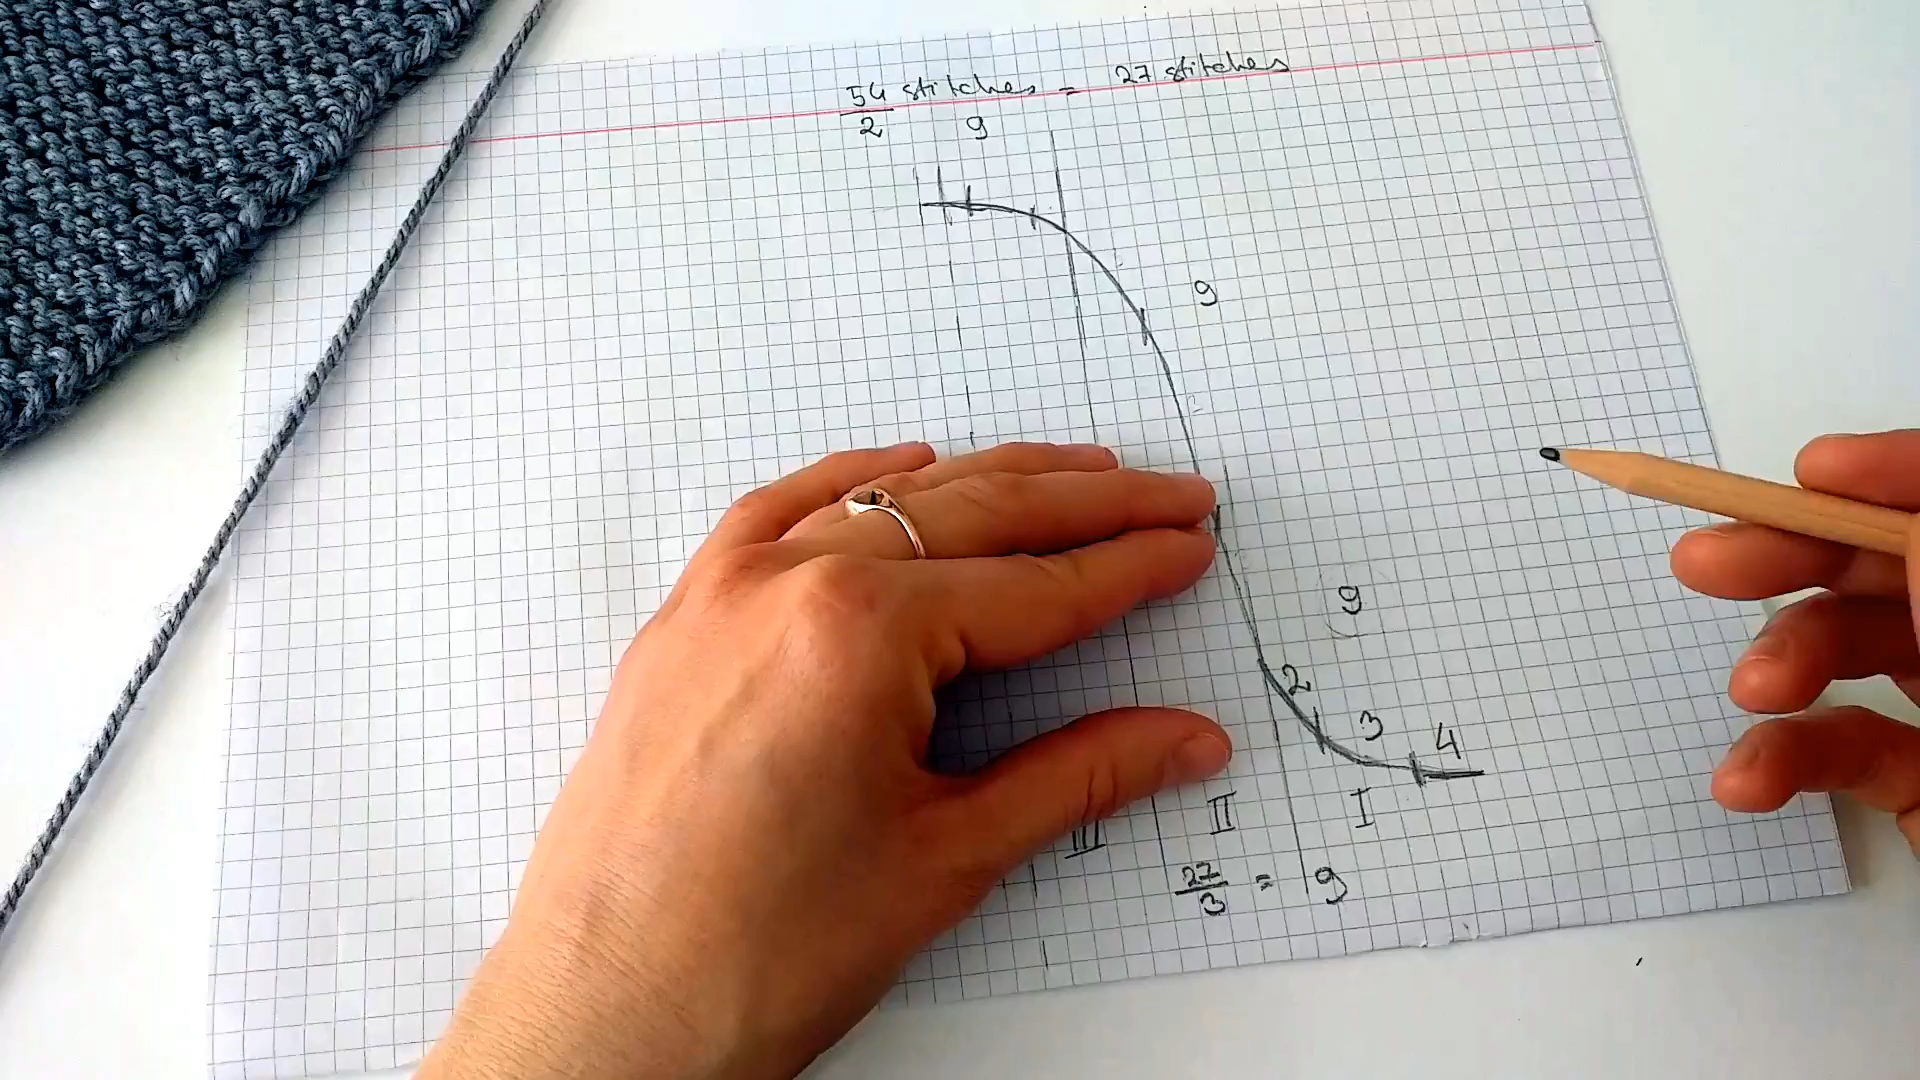 54/2 stitches = 27 stitches
9
9
9
2
3
4
III II I
27/3 = 9